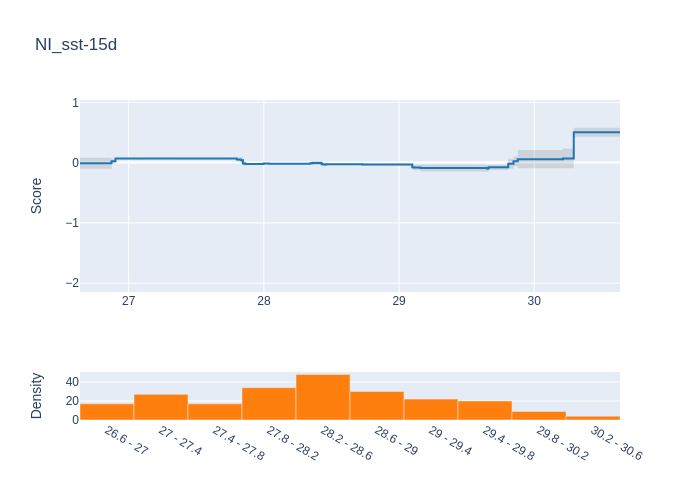 NI_sst-15d
1
0
−1
−2
Score
27
28
29
30
40
20
0
Density
26.6 - 27
27 - 27.4
27.4 - 27.8
27.8 - 28.2
28.2 - 28.6
28.6 - 29
29 - 29.4
29.4 - 29.8
29.8 - 30.2
30.2 - 30.6